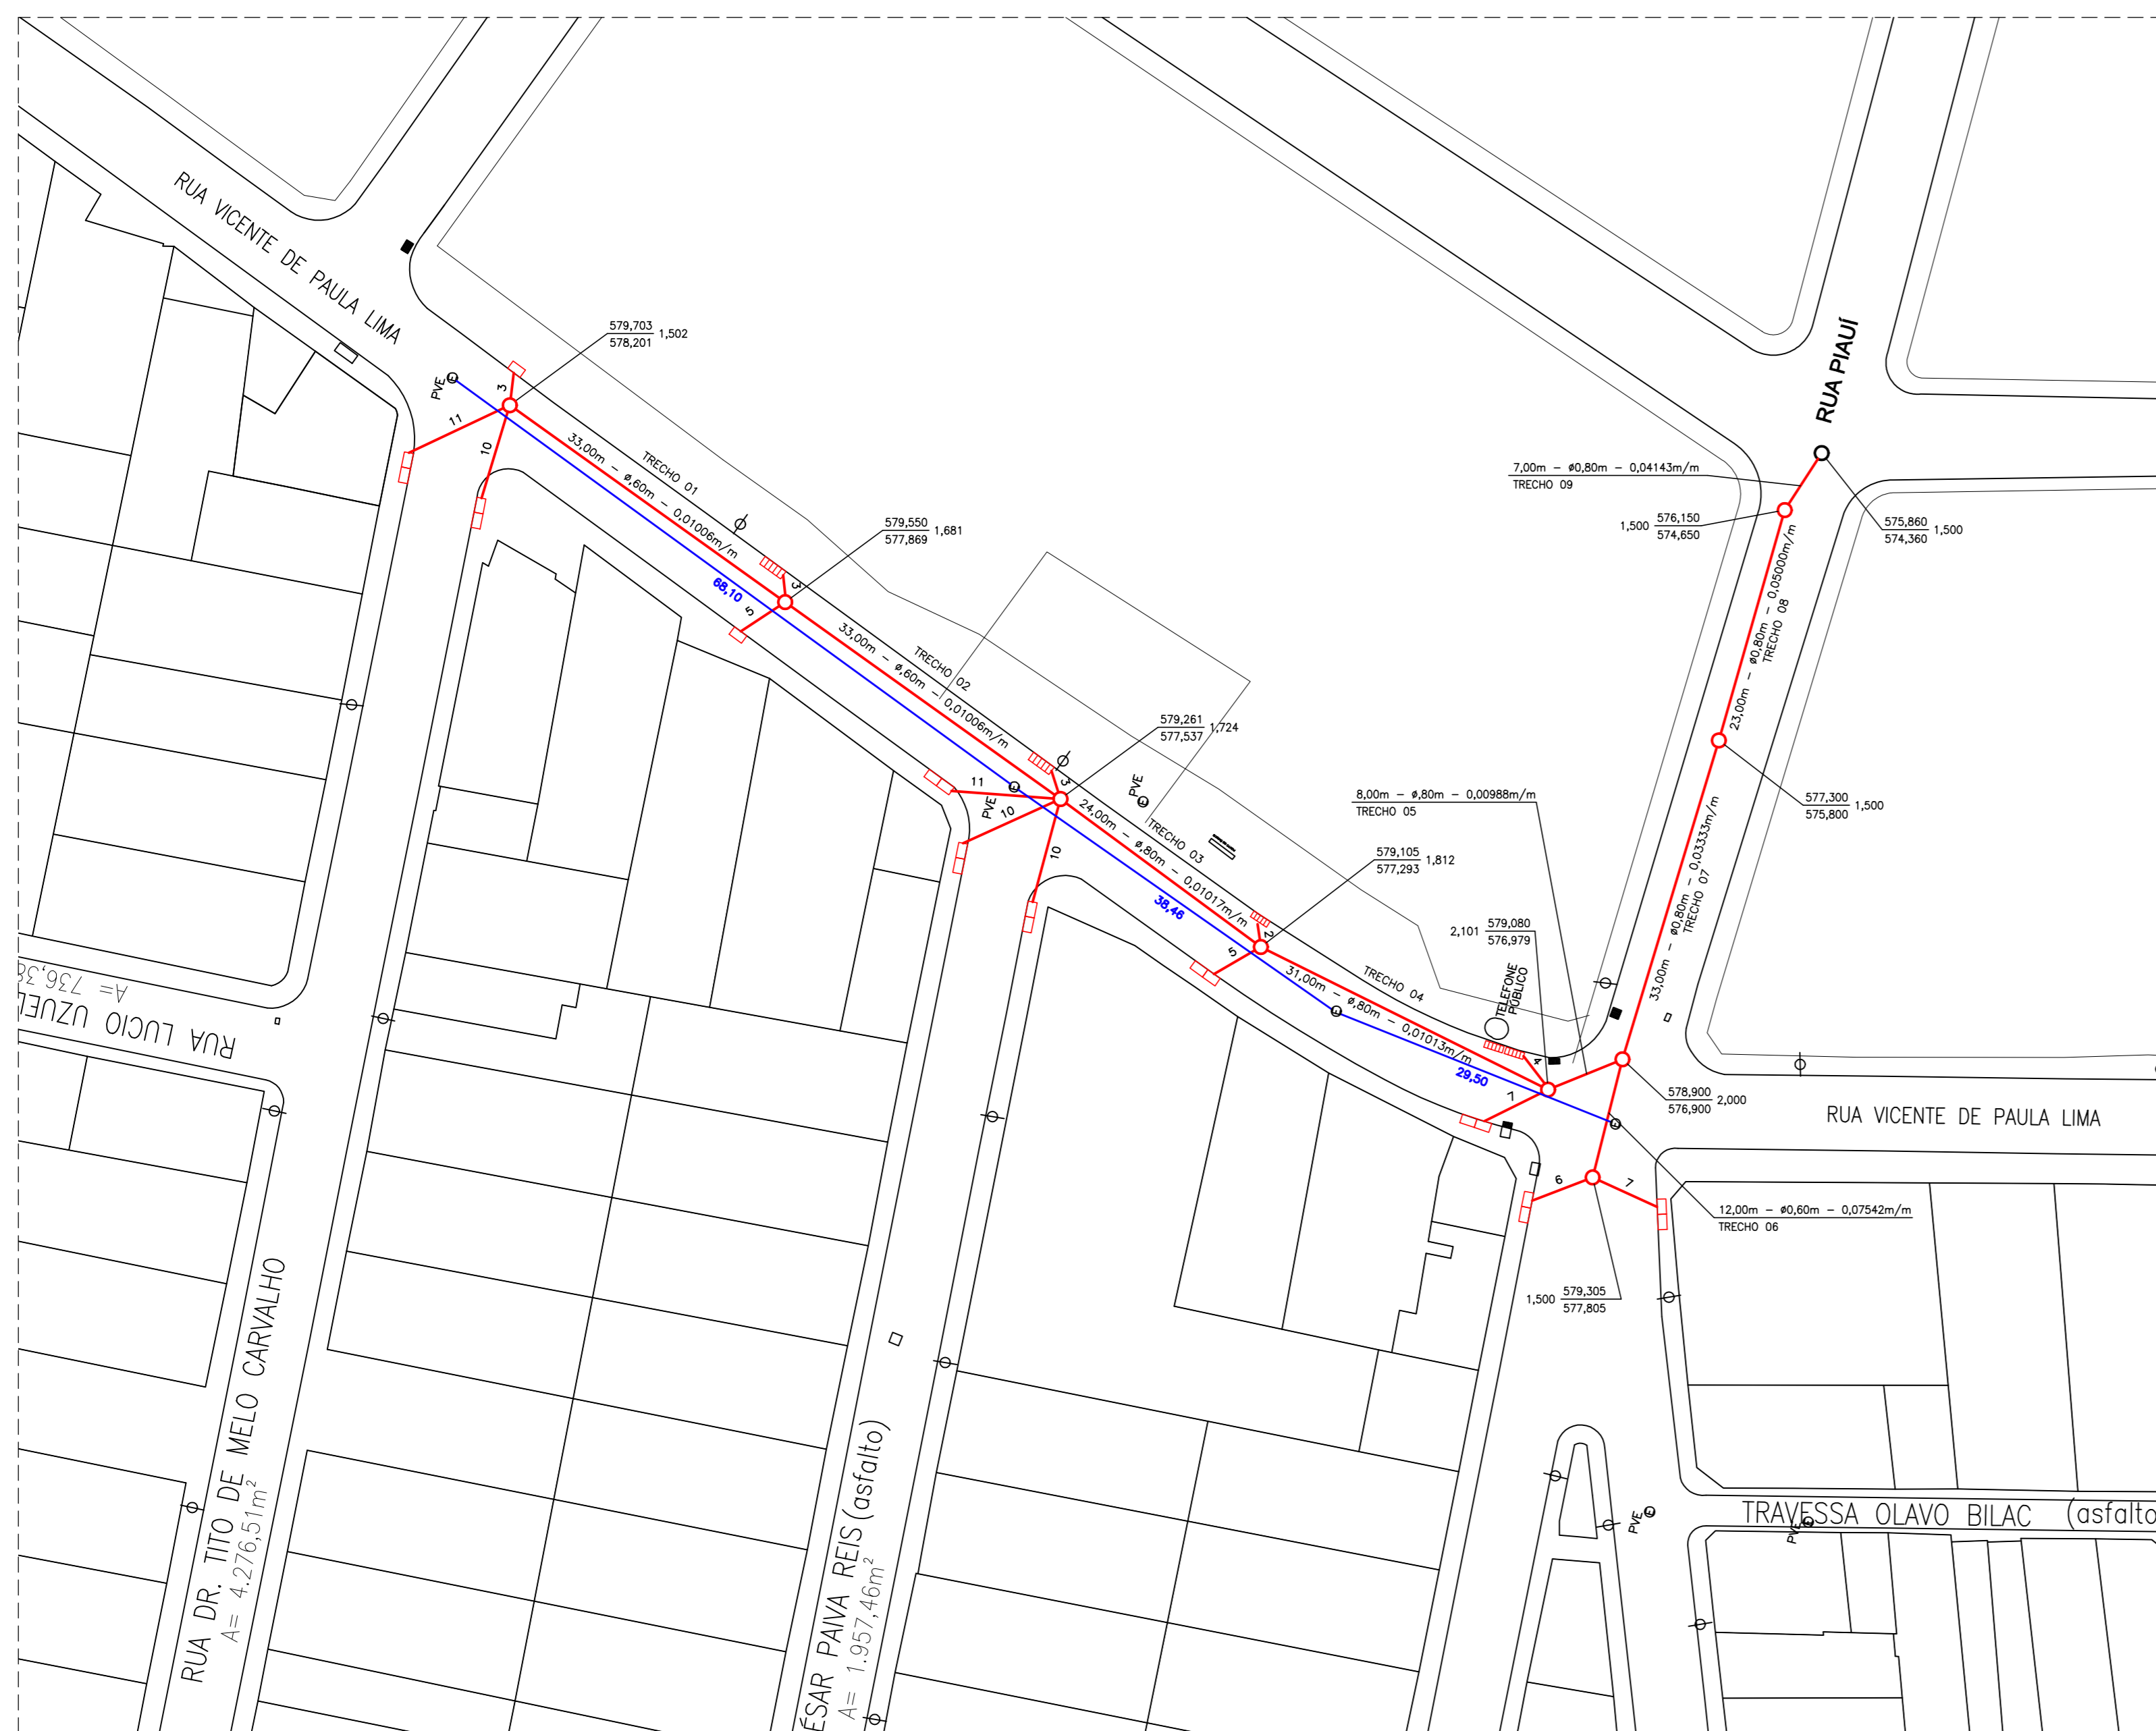 RUA VICENTE DE PAULA LIMA
579,703
578,201
1,502
PVE
3
11
10
TRECHO 01
33,00m - ø,60m - 0,01006m/m
68,10
579,550
577,869
1,681
3
5
TRECHO 02
33,00m - ø,60m - 0,01006m/m
579,261
577,537
1,724
3
11
PVE
10
10
PVE
TRECHO 03
24,00m - ø,80m - 0,01017m/m
38,46
579,105
577,293
1,812
2
5
TRECHO 04
31,00m - ø,80m - 0,01013m/m
29,50
8,00m - ø,80m - 0,00988m/m
TRECHO 05
2,101
579,080
576,979
TELEFONE
PÚBLICO
4
7
RUA PIAUÍ
7,00m - ø0,80m - 0,04143m/m
TRECHO 09
1,500
576,150
574,650
575,860
574,360
1,500
23,00m - ø0,80m - 0,05000m/m
TRECHO 08
577,300
575,800
1,500
33,00m - ø0,80m - 0,03333m/m
TRECHO 07
578,900
576,900
2,000
RUA VICENTE DE PAULA LIMA
6
7
12,00m - ø0,60m - 0,07542m/m
TRECHO 06
1,500
579,305
577,805
A= 736,38
RUA LUCIO UZUEL
RUA DR. TITO DE MELO CARVALHO
A= 4.276,51m²
ÉSAR PAIVA REIS (asfalto)
A= 1.957,46m²
TRAVESSA OLAVO BILAC (asfalto
PVE
PVE